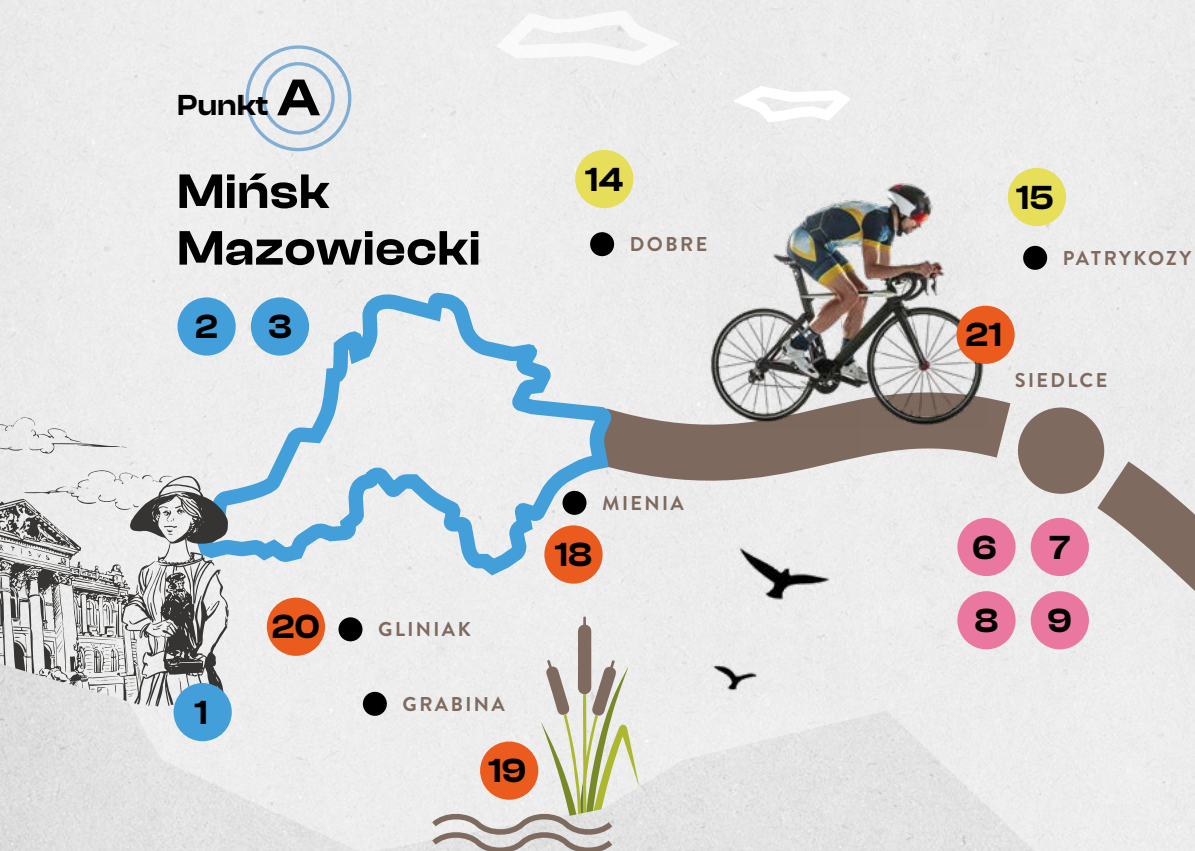 Punkt A
Mińsk
Mazowiecki
2 3
14
DOBRE
15
PATRYKOZY
21
SIEDLCE
MIENIA
18
6 7
8 9
20 GLINIAK
GRABINA
1
19